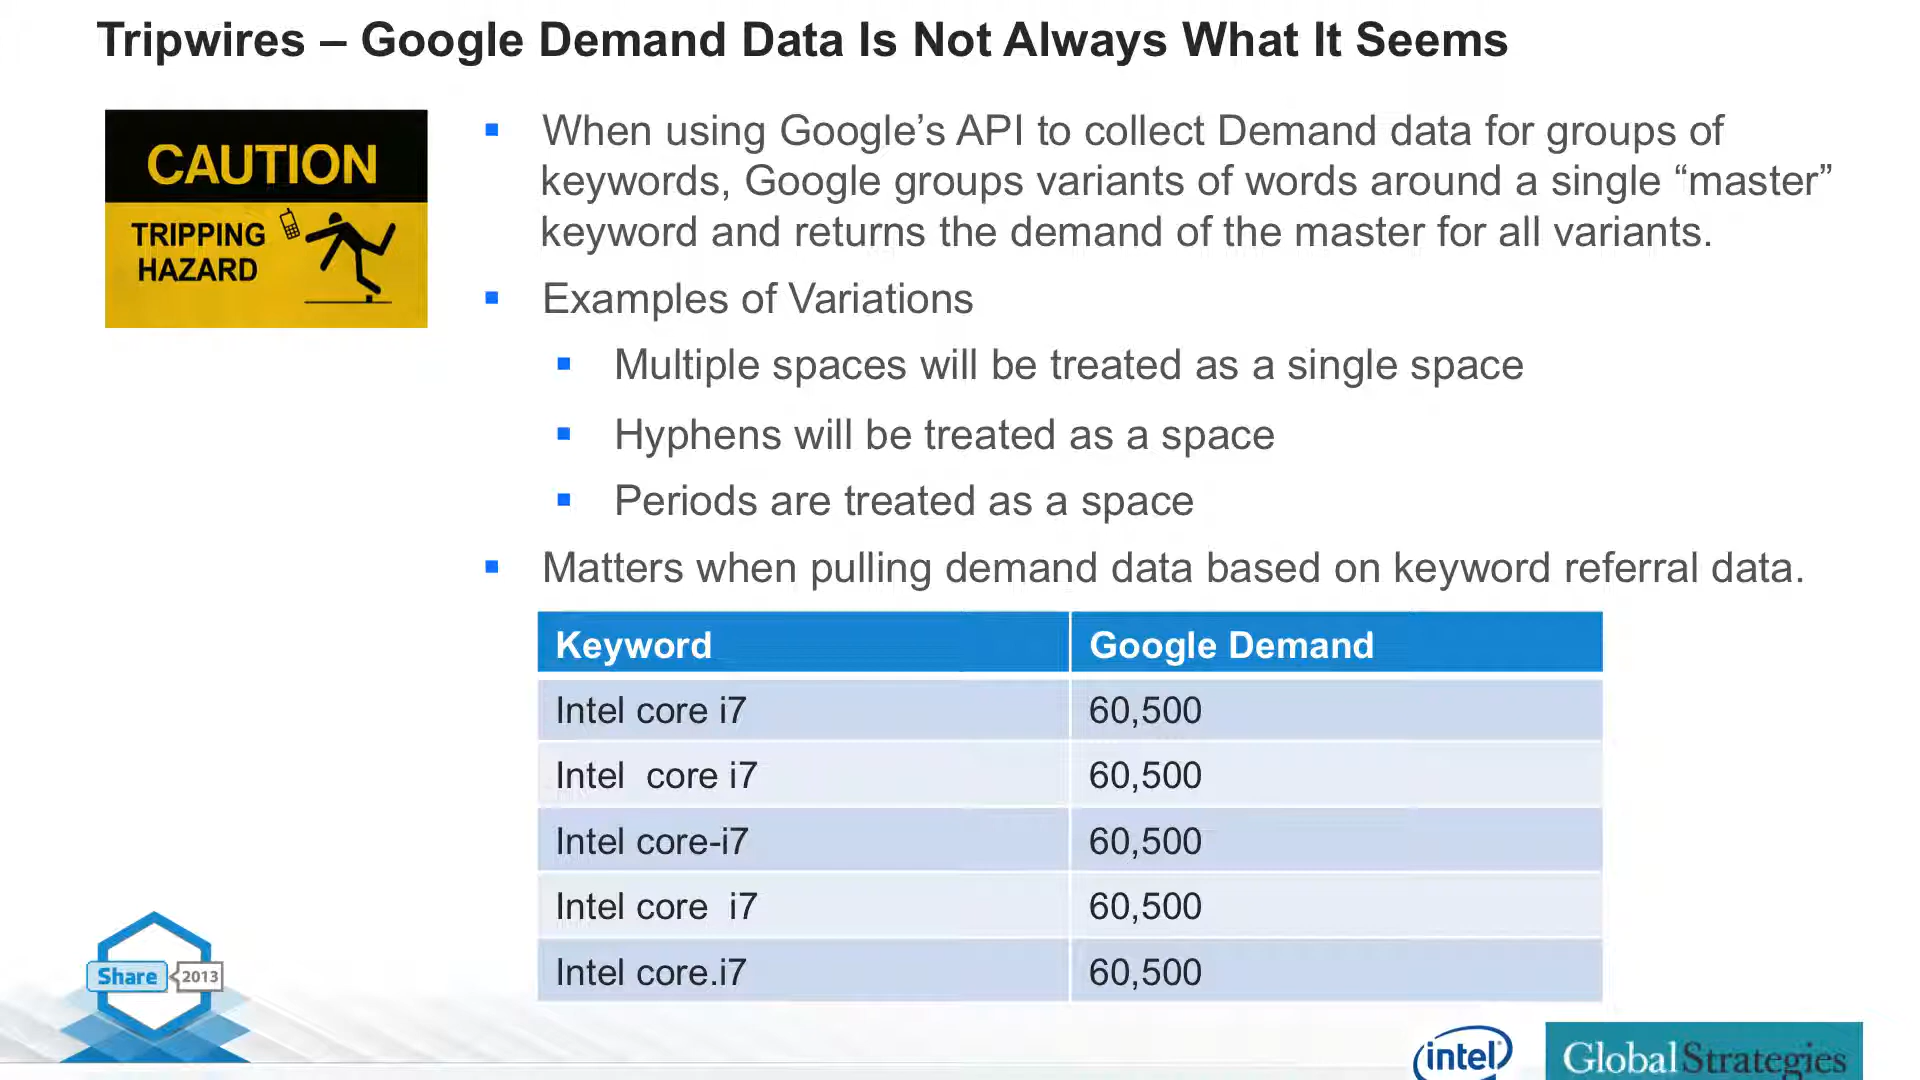 Tripwires – Google Demand Data Is Not Always What It Seems
CAUTION
TRIPPING
HAZARD
▪ When using Google’s API to collect Demand data for groups of
keywords, Google groups variants of words around a single “master”
keyword and returns the demand of the master for all variants.
▪ Examples of Variations
▪ Multiple spaces will be treated as a single space
▪ Hyphens will be treated as a space
▪ Periods are treated as a space
▪ Matters when pulling demand data based on keyword referral data.
Keyword Google Demand
Intel core i7 60,500
Intel  core i7 60,500
Intel core-i7 60,500
Intel core  i7 60,500
Intel core.i7 60,500
Share 2013
intel
GlobalStrategies